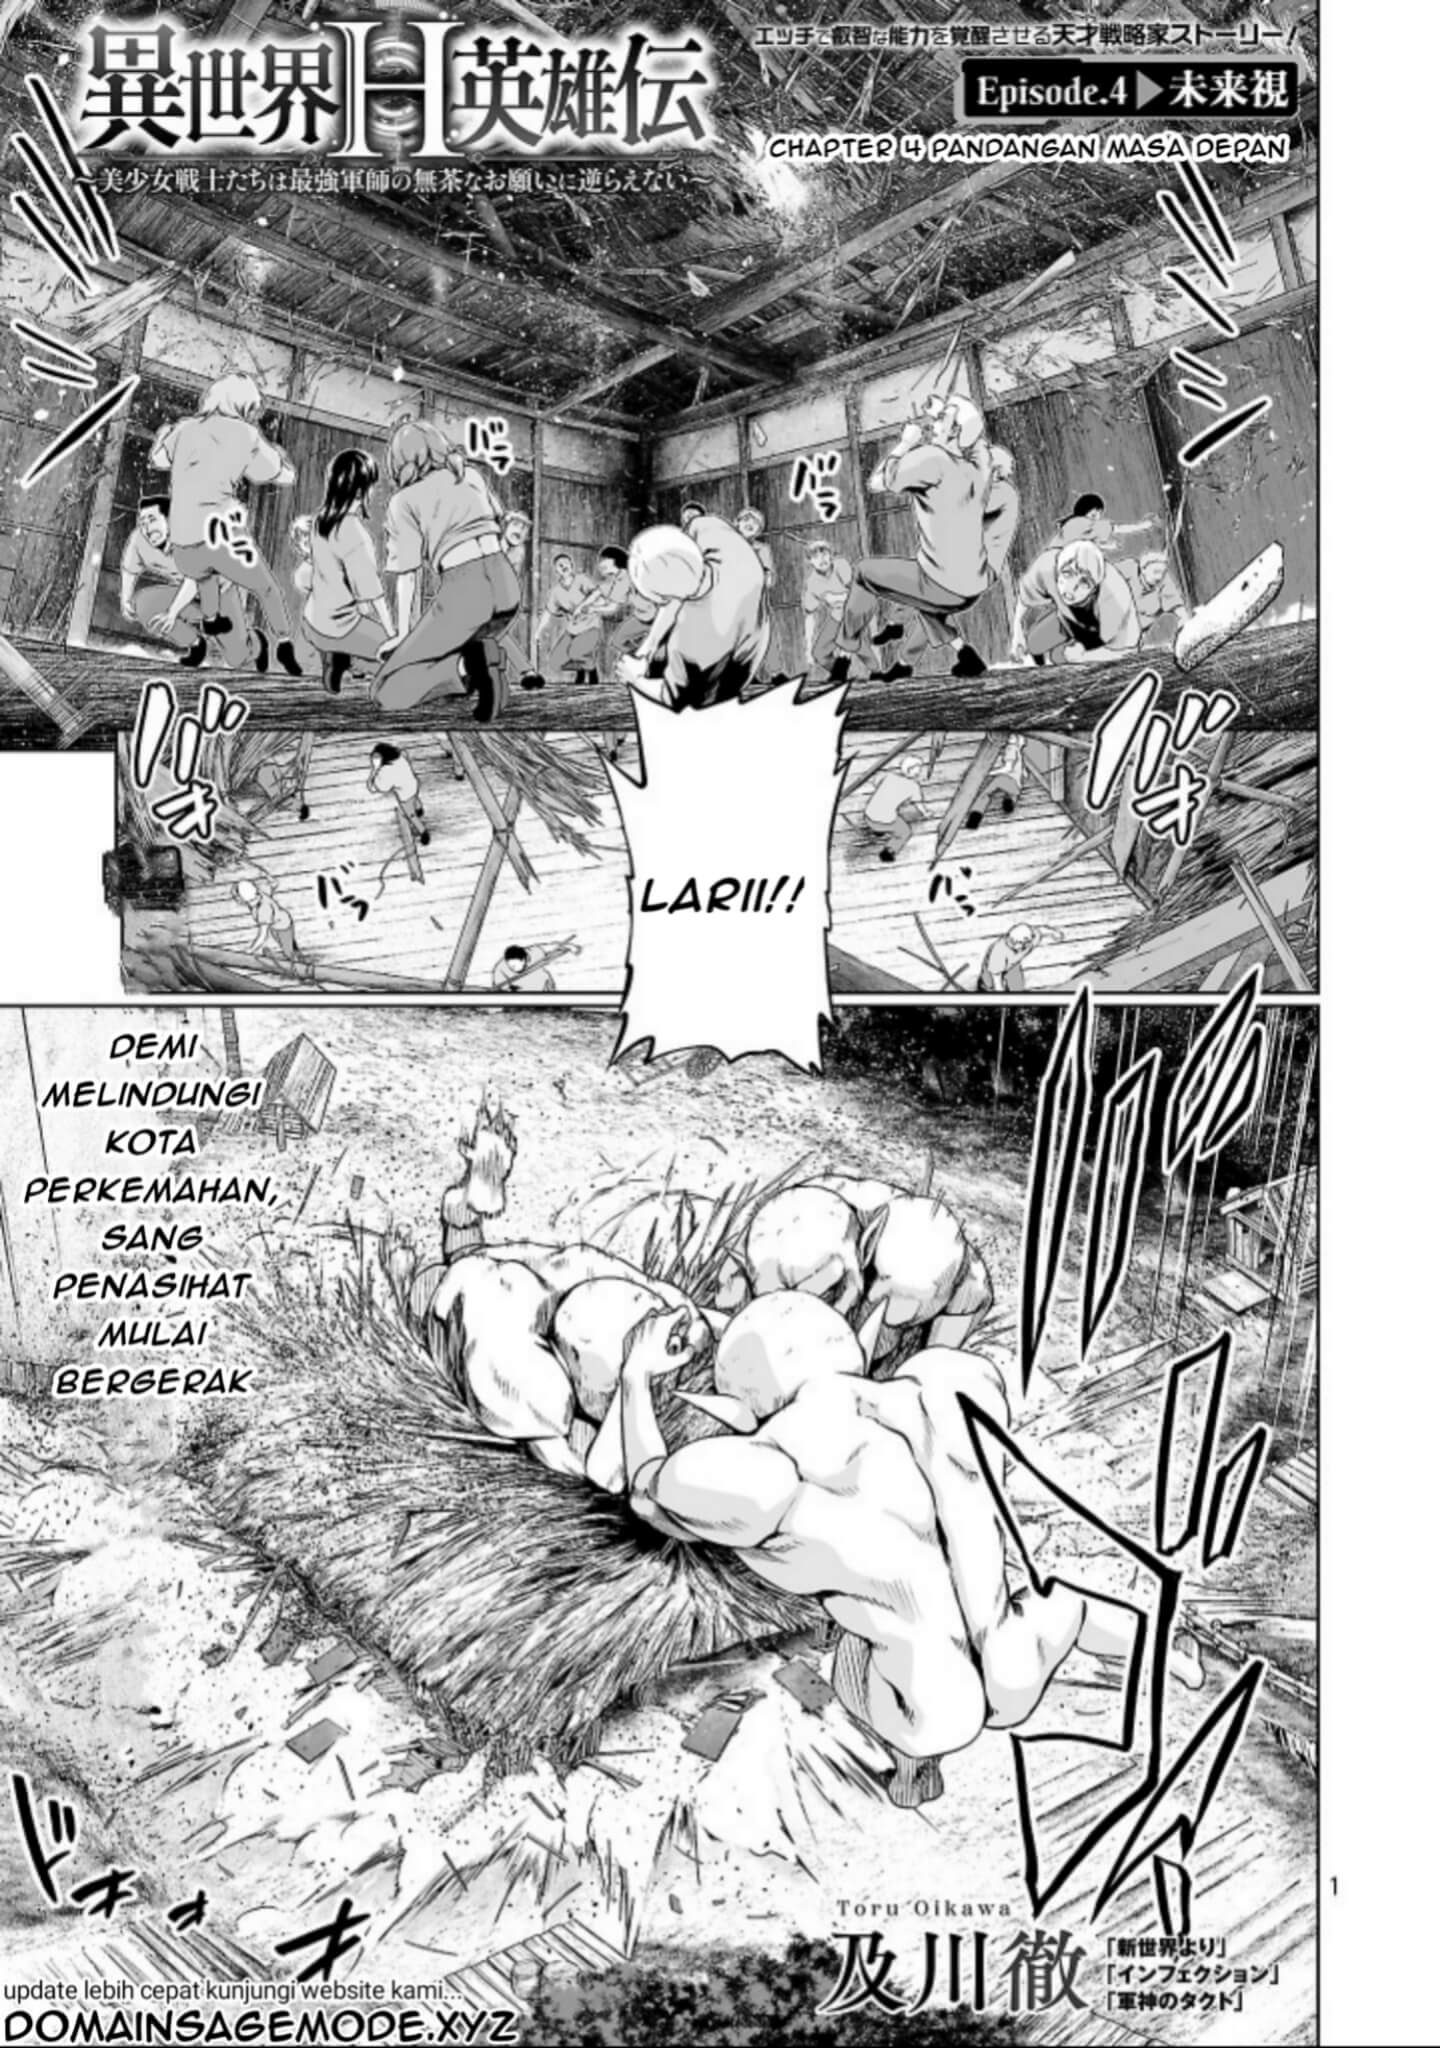 異世界H英雄伝
～美少女戦士たちは最強軍師の無茶なお願いに逆らえない～
エッチで叡智な能力を覚醒させる天才戦略家ストーリー！
Episode.4▶未来視
CHAPTER 4 PANDANGAN MASA DEPAN
バラ
バラ
バラ
バキ
バキ
LARII!!
バラ
バラ
DEMI
MELINDUNGI
KOTA
PERKEMAHAN,
SANG
PENASIHAT
MULAI
BERGERAK
ドォォ
Toru Oikawa
及川徹
「新世界より」
「インフェクション」
「軍神のタクト」
1
update lebih cepat kunjungi website kami...
DOMAINSAGEMODE.XYZ